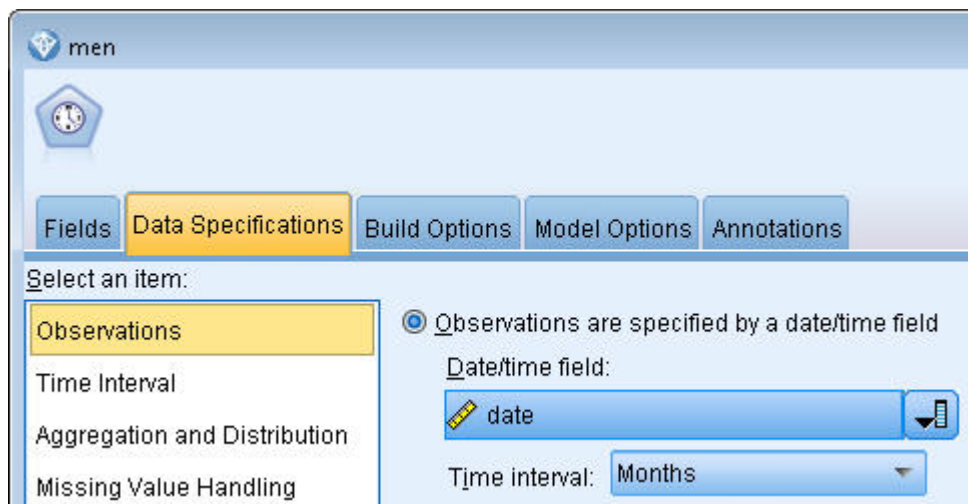 men
Fields Data Specifications Build Options Model Options Annotations
Select an item:
Observations
Time Interval
Aggregation and Distribution
Missing Value Handling
Observations are specified by a date/time field
Date/time field:
date
Time interval: Months